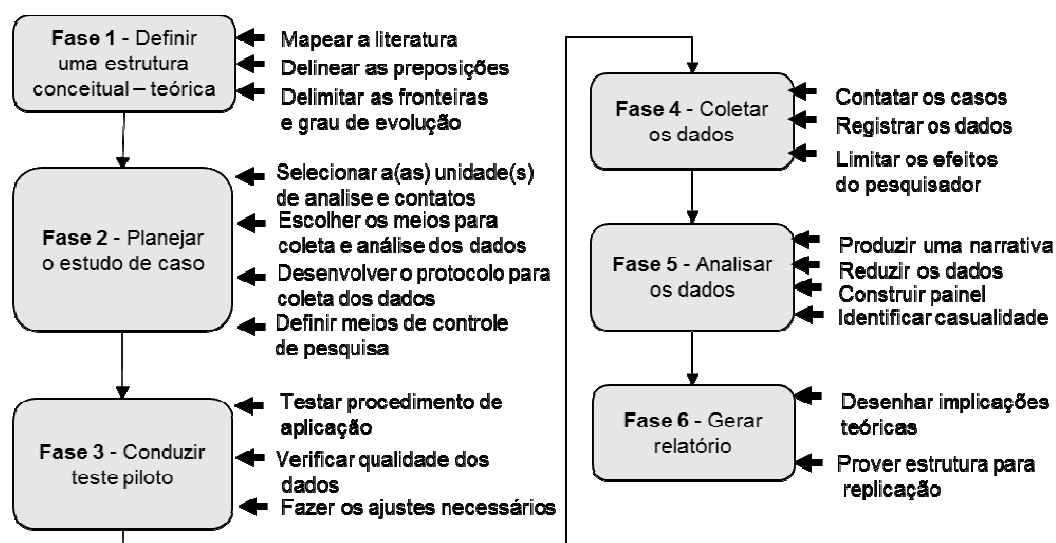 Fase 1 - Definir
uma estrutura
conceitual – teórica
Mapear a literatura
Delinear as preposições
Delimitar as fronteiras
e grau de evolução
Fase 2 - Planejar
o estudo de caso
Selecionar a(as) unidade(s)
de analise e contatos
Escolher os meios para
coleta e análise dos dados
Desenvolver o protocolo para
coleta dos dados
Definir meios de controle
de pesquisa
Fase 3 - Conduzir
teste piloto
Testar procedimento de
aplicação
Verificar qualidade dos
dados
Fazer os ajustes necessários
Fase 4 - Coletar
os dados
Contatar os casos
Registrar os dados
Limitar os efeitos
do pesquisador
Fase 5 - Analisar
os dados
Produzir uma narrativa
Reduzir os dados
Construir painel
Identificar casualidade
Fase 6 - Gerar
relatório
Desenhar implicações
teóricas
Prover estrutura para
replicação